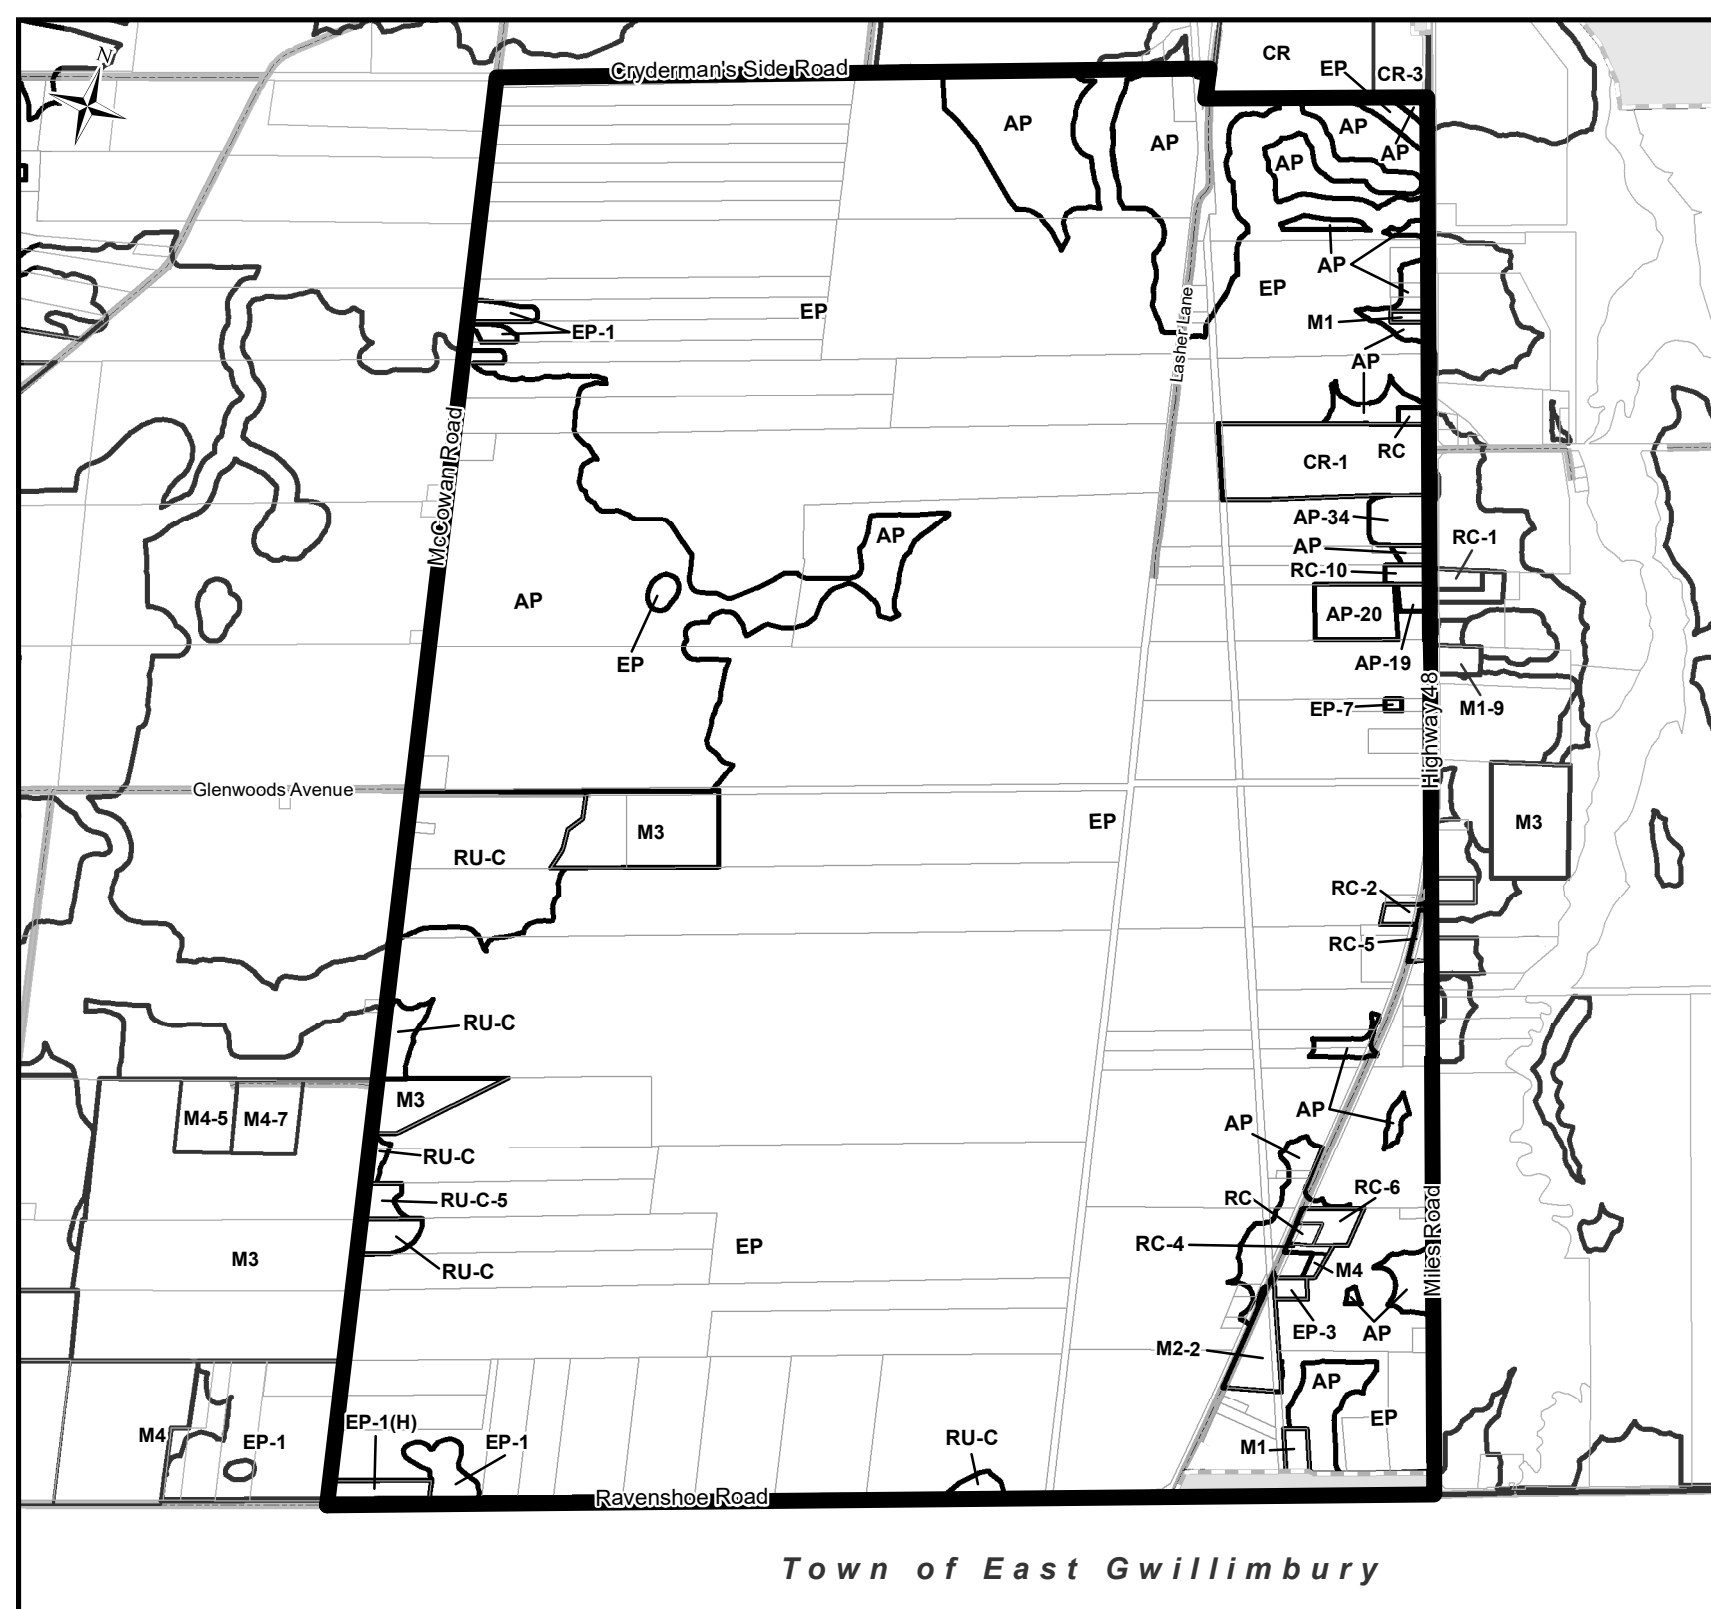 N
Cryderman's Side Road
CR
EP
CR-3
AP
AP
AP
AP
AP
AP
EP
EP
M1
EP-1
AP
Lasher Lane
McCowan Road
RC
CR-1
AP-34
AP
AP
RC-1
RC-10
AP
AP-20
EP
AP-19
EP-7
M1-9
Highway 48
Glenwoods Avenue
M3
EP
M3
RU-C
RC-2
RC-5
RU-C
M3
M4-5
M4-7
AP
AP
RU-C
RU-C-5
RC
RC-6
Miles Road
RC-4
EP
M3
RU-C
M4
EP-3
AP
M2-2
AP
EP
EP-1(H)
M4
EP-1
EP-1
RU-C
M1
Ravenshoe Road
Town of East Gwillimbury